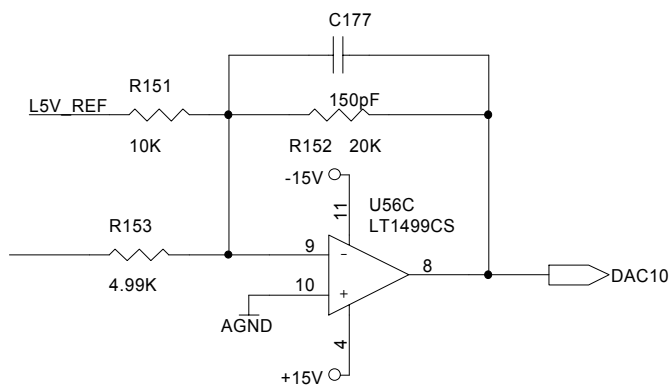 C177
R151
L5V_REF
150pF
10K
R152 20K
-15V
U56C
LT1499CS
11
R153
9
-
8
4.99K
10
+
DAC10
AGND
4
+15V